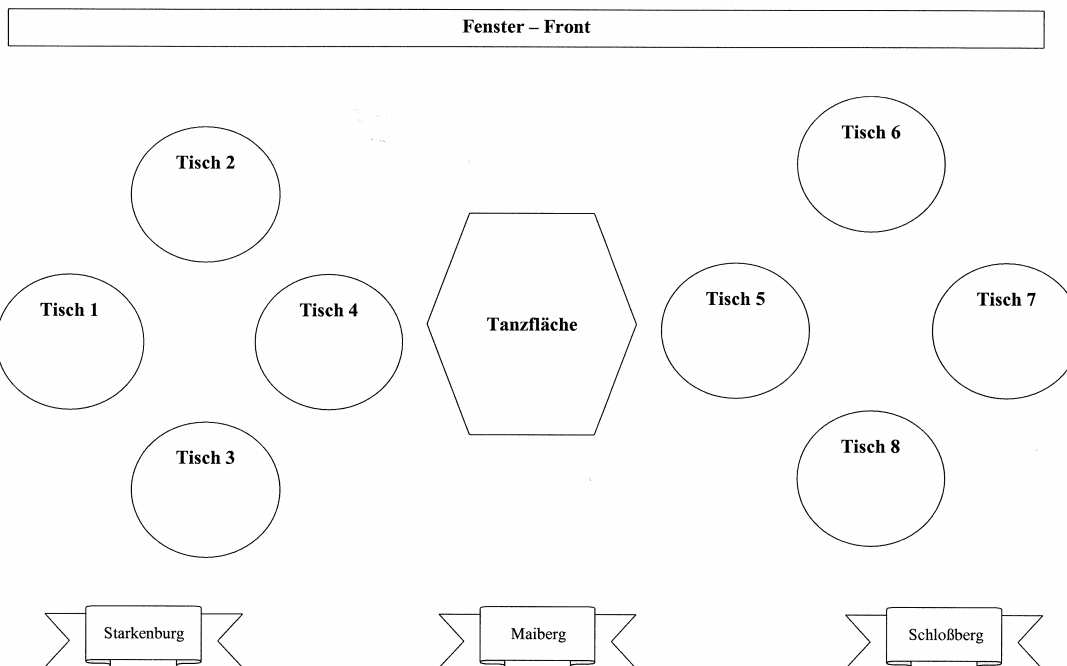 Fenster – Front
Tisch 6
Tisch 2
Tisch 5
Tisch 7
Tisch 1
Tisch 4
Tanzfläche
Tisch 8
Tisch 3
Starkenburg
Maiberg
Schloßberg